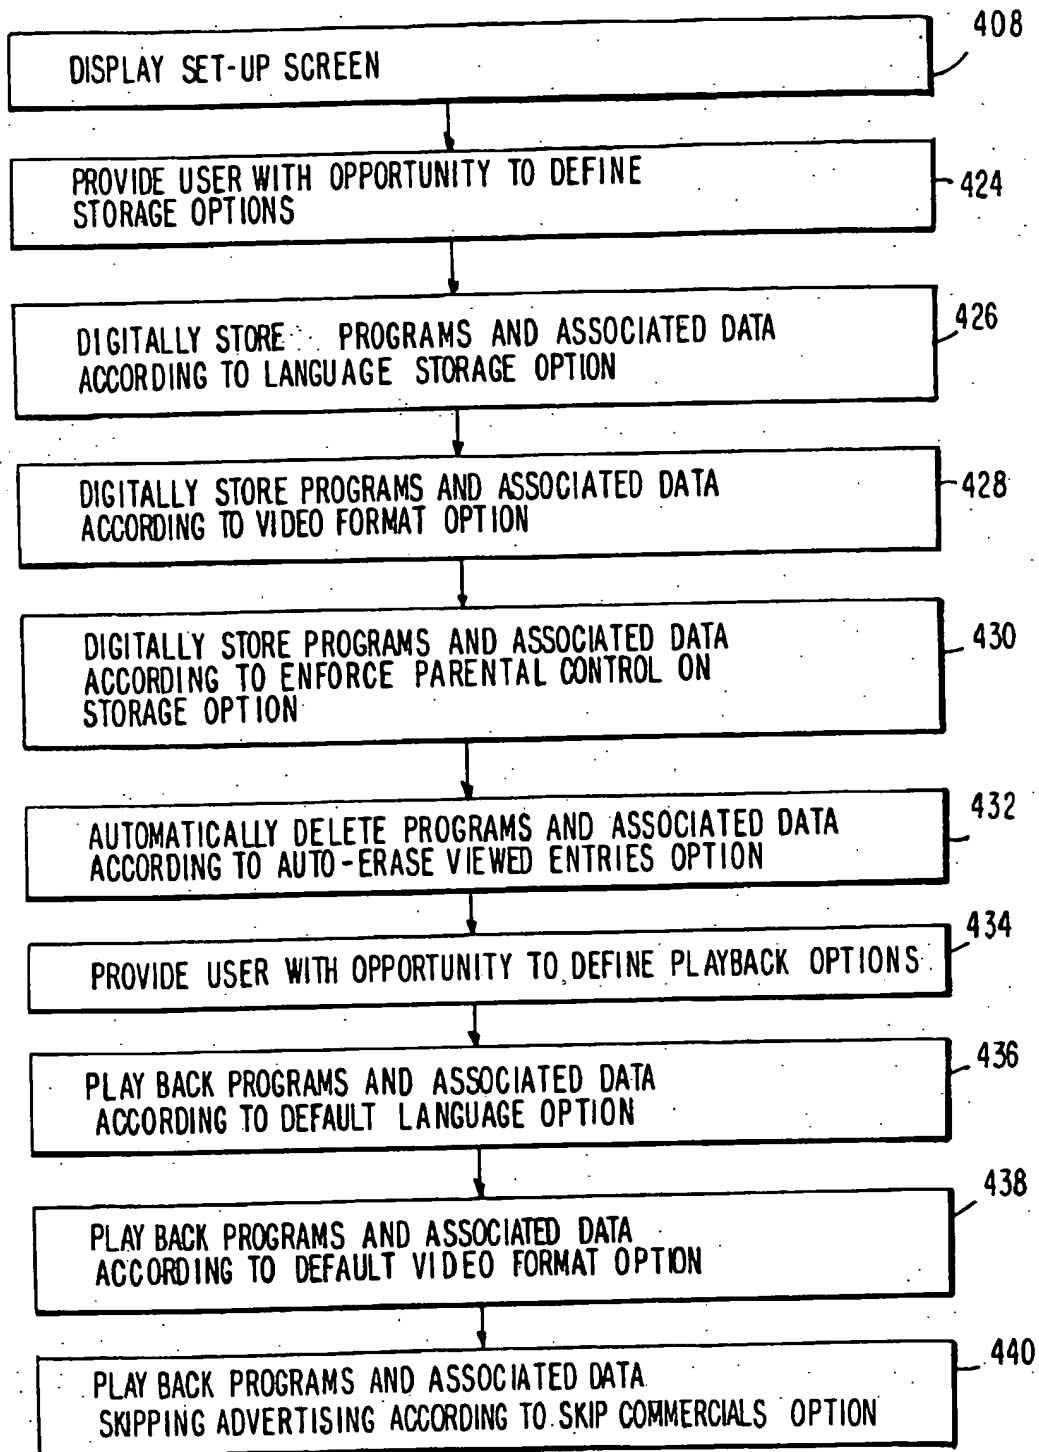 408
DISPLAY SET-UP SCREEN
PROVIDE USER WITH OPPORTUNITY TO DEFINE
STORAGE OPTIONS
424
DIGITALLY STORE PROGRAMS AND ASSOCIATED DATA
ACCORDING TO LANGUAGE STORAGE OPTION
426
DIGITALLY STORE PROGRAMS AND ASSOCIATED DATA
ACCORDING TO VIDEO FORMAT OPTION
428
DIGITALLY STORE PROGRAMS AND ASSOCIATED DATA
ACCORDING TO ENFORCE PARENTAL CONTROL ON
STORAGE OPTION
430
AUTOMATICALLY DELETE PROGRAMS AND ASSOCIATED DATA
ACCORDING TO AUTO-ERASE VIEWED ENTRIES OPTION
432
PROVIDE USER WITH OPPORTUNITY TO DEFINE PLAYBACK OPTIONS
434
PLAY BACK PROGRAMS AND ASSOCIATED DATA
ACCORDING TO DEFAULT LANGUAGE OPTION
436
PLAY BACK PROGRAMS AND ASSOCIATED DATA
ACCORDING TO DEFAULT VIDEO FORMAT OPTION
438
PLAY BACK PROGRAMS AND ASSOCIATED DATA
SKIPPING ADVERTISING ACCORDING TO SKIP COMMERCIALS OPTION
440